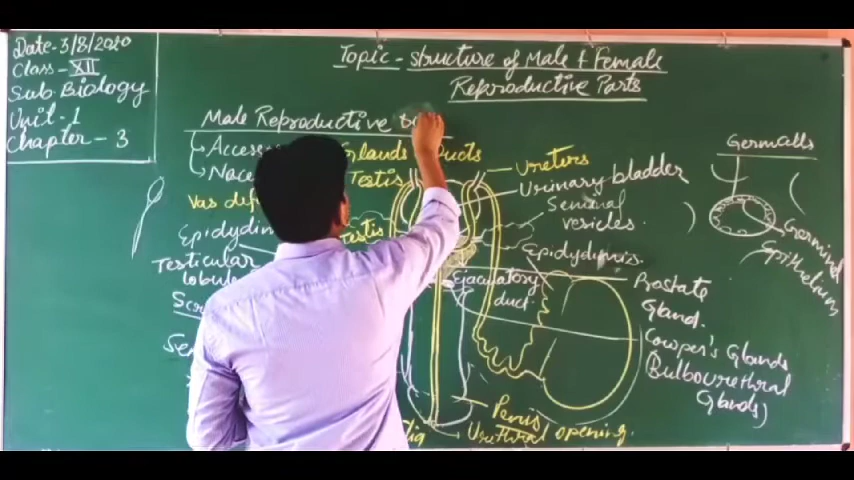 Date-3/8/2020
Class-XII
Sub-Biology
Unit-1
Chapter-3
Topic-structure of Male & Female
Reproductive Parts
Male Reproductive
Glands Ducts
Testis
Vas def
Testis
Testicular
lobules
Ureters
Urinary bladder
Seminal
vesicles.
Epidydimis.
Ejaculatory
duct.
Prostate
Gland.
Cowper's Glands
(Bulbourethral
Glands)
Penis
Urethral opening.
Germcells
Germinal
Epithelium